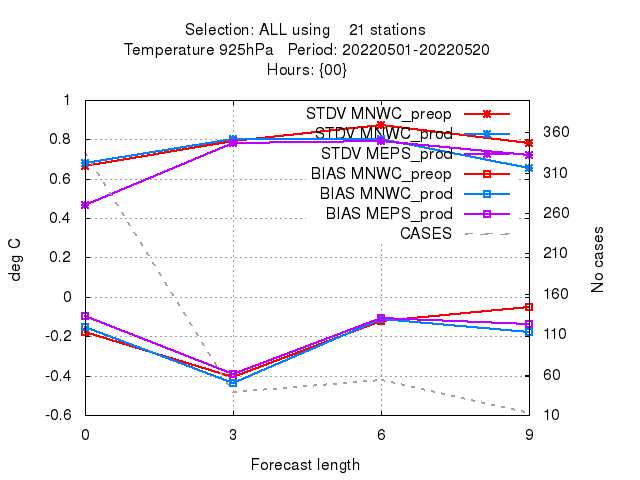 Selection: ALL using    21 stations
Temperature 925hPa   Period: 20220501-20220520
Hours: {00}
1
0.8
0.6
0.4
0.2
0
-0.2
-0.4
-0.6
deg C
STDV MNWC_preop
STDV MNWC_prod
STDV MEPS_prod
BIAS MNWC_preop
BIAS MNWC_prod
BIAS MEPS_prod
CASES
360
310
260
210
160
110
60
10
No cases
0 3 6 9
Forecast length